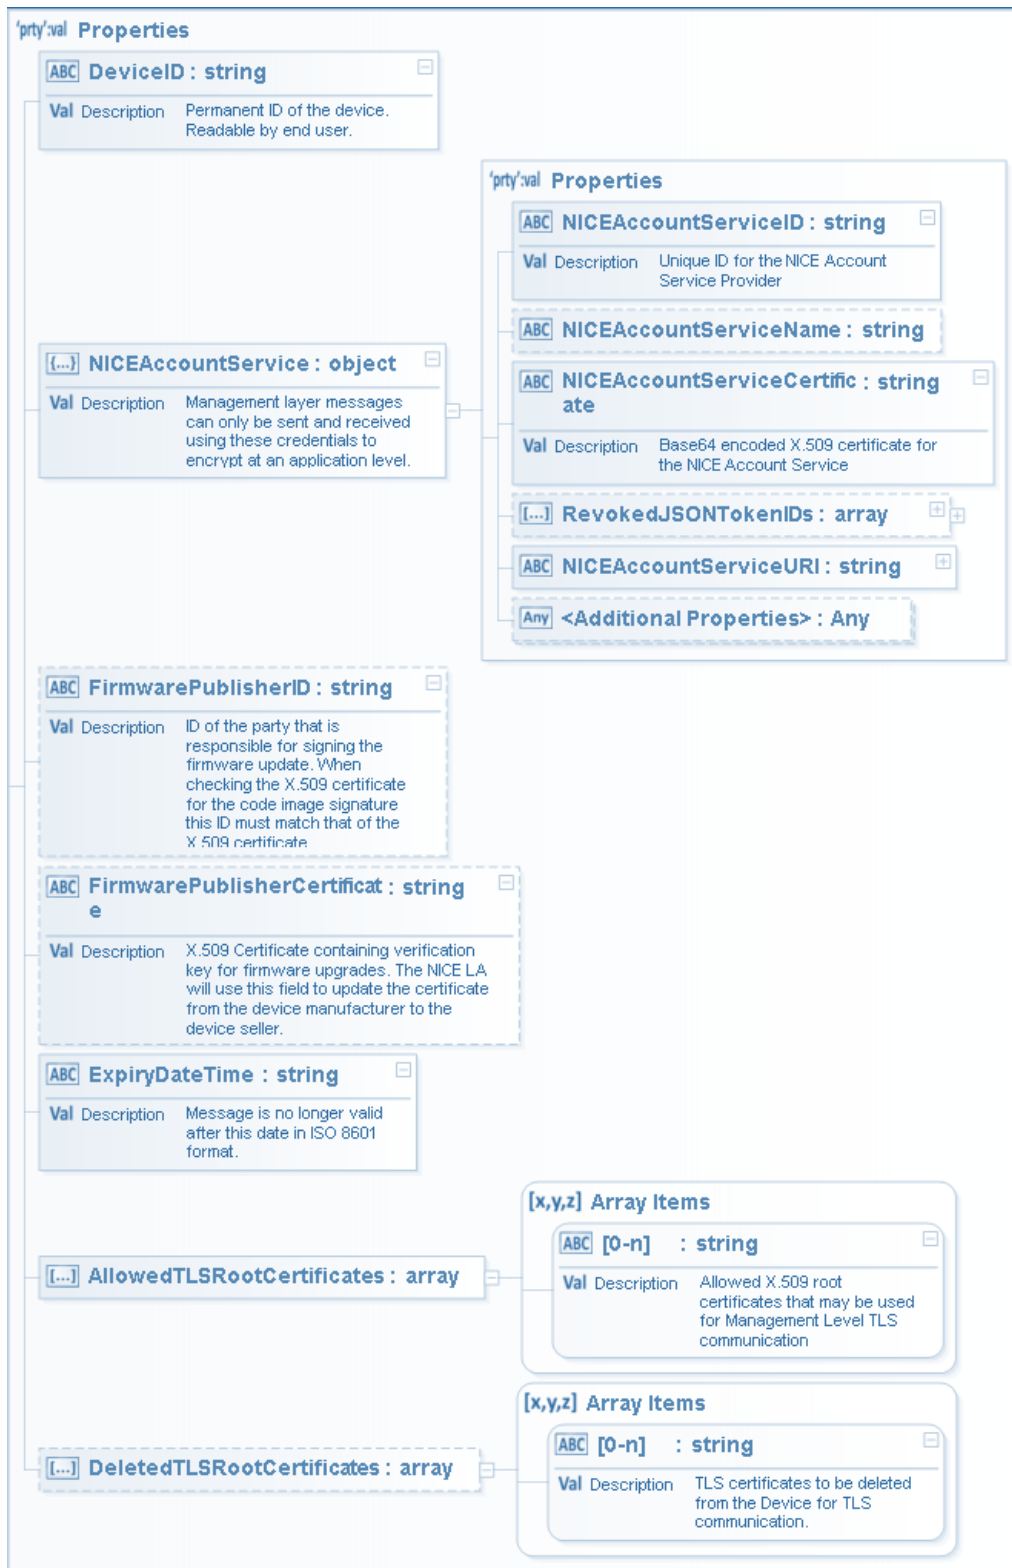 'prty':val Properties
ABC DeviceID : string
Val Description Permanent ID of the device.
Readable by end user.
'prty':val Properties
ABC NICEAccountServiceID : string
Val Description Unique ID for the NICE Account
Service Provider
ABC NICEAccountServiceName : string
{...} NICEAccountService : object
Val Description Management layer messages
can only be sent and received
using these credentials to
encrypt at an application level.
ABC NICEAccountServiceCertific : string
ate
Val Description Base64 encoded X.509 certificate for
the NICE Account Service
[...] RevokedJSONTokenIDs : array
ABC NICEAccountServiceURI : string
Any <Additional Properties> : Any
ABC FirmwarePublisherID : string
Val Description ID of the party that is
responsible for signing the
firmware update. When
checking the X.509 certificate
for the code image signature
this ID must match that of the
X.509 certificate
ABC FirmwarePublisherCertificat : string
e
Val Description X.509 Certificate containing verification
key for firmware upgrades. The NICE LA
will use this field to update the certificate
from the device manufacturer to the
device seller.
ABC ExpiryDateTime : string
Val Description Message is no longer valid
after this date in ISO 8601
format.
[x,y,z] Array Items
ABC [0-n] : string
[...] AllowedTLSRootCertificates : array
Val Description Allowed X.509 root
certificates that may be used
for Management Level TLS
communication
[x,y,z] Array Items
ABC [0-n] : string
[...] DeletedTLSRootCertificates : array
Val Description TLS certificates to be deleted
from the Device for TLS
communication.